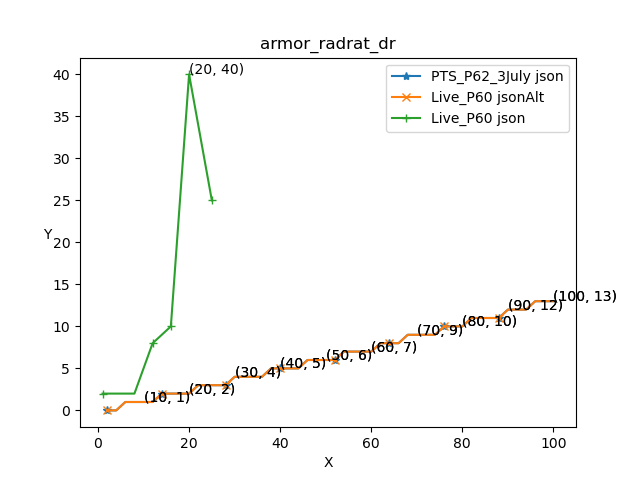 armor_radrat_dr
PTS_P62_3July json
Live_P60 jsonAlt
Live_P60 json
(20, 40)
(10, 1)
(20, 2)
(30, 4)
(40, 5)
(50, 6)
(60, 7)
(70, 9)
(80, 10)
(90, 12)
(100, 13)
Y
40
35
30
25
20
15
10
5
0
0 20 40 60 80 100
X